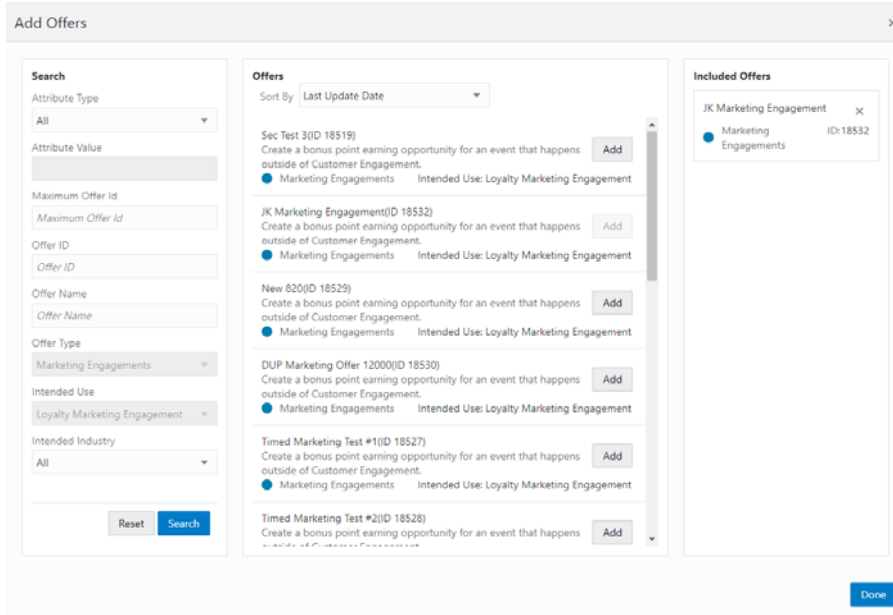 Add Offers
Search
Attribute Type
All
Attribute Value
Maximum Offer Id
Maximum Offer Id
Offer ID
Offer ID
Offer Name
Offer Name
Offer Type
Marketing Engagements
Intended Use
Loyalty Marketing Engagement
Intended Industry
All
Reset Search
Offers
Sort By Last Update Date
Sec Test 3(ID 18519)
Create a bonus point earning opportunity for an event that happens
outside of Customer Engagement.
Add
Marketing Engagements Intended Use: Loyalty Marketing Engagement
JK Marketing Engagement(ID 18532)
Create a bonus point earning opportunity for an event that happens
outside of Customer Engagement.
Add
Marketing Engagements Intended Use: Loyalty Marketing Engagement
New 820(ID 18529)
Create a bonus point earning opportunity for an event that happens
outside of Customer Engagement.
Add
Marketing Engagements Intended Use: Loyalty Marketing Engagement
DUP Marketing Offer 12000(ID 18530)
Create a bonus point earning opportunity for an event that happens
outside of Customer Engagement.
Add
Marketing Engagements Intended Use: Loyalty Marketing Engagement
Timed Marketing Test #1(ID 18527)
Create a bonus point earning opportunity for an event that happens
outside of Customer Engagement.
Add
Marketing Engagements Intended Use: Loyalty Marketing Engagement
Timed Marketing Test #2(ID 18528)
Create a bonus point earning opportunity for an event that happens
Add
Included Offers
JK Marketing Engagement
Marketing ID: 18532
Engagements
Done